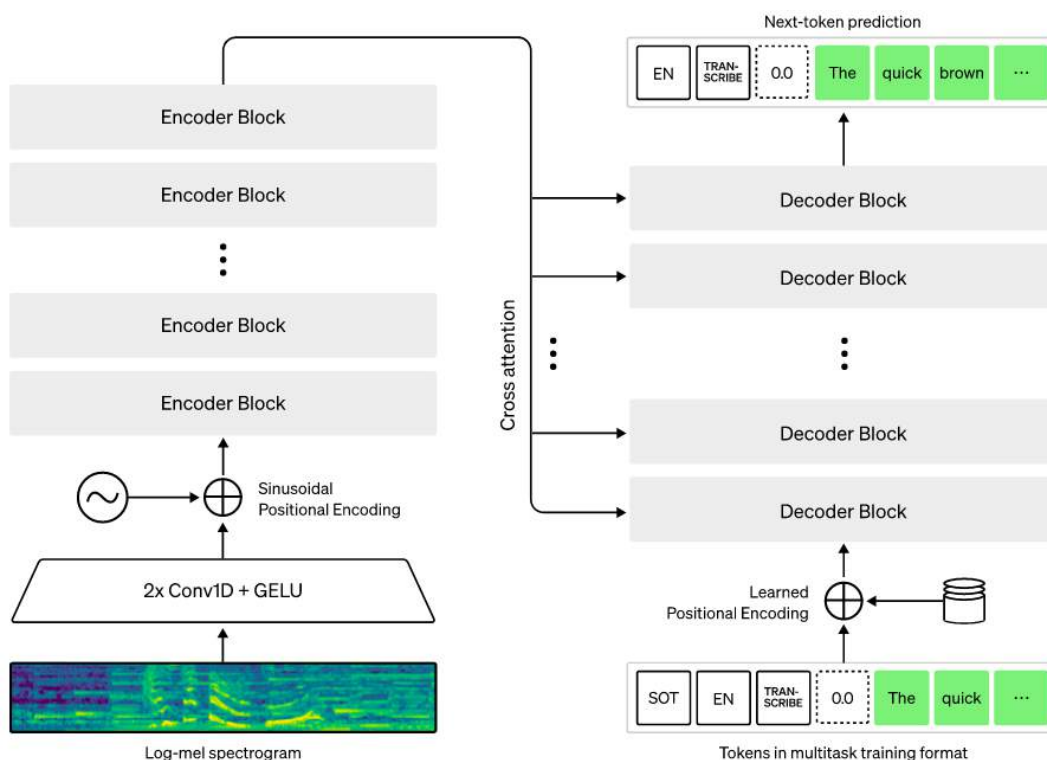 Next-token prediction
EN
TRAN-
SCRIBE
0.0
The
quick
brown
...
Encoder Block
Encoder Block
Encoder Block
Encoder Block
Sinusoidal
Positional Encoding
2x Conv1D + GELU
Log-mel spectrogram
Cross attention
Decoder Block
Decoder Block
Decoder Block
Decoder Block
Learned
Positional Encoding
SOT
EN
TRAN-
SCRIBE
0.0
The
quick
...
Tokens in multitask training format